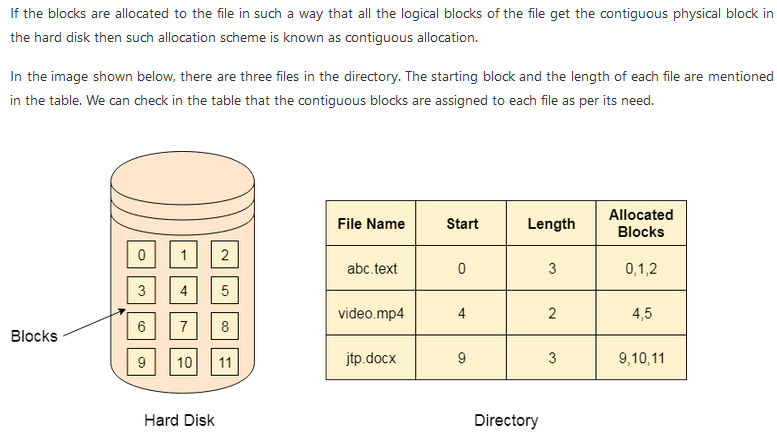 If the blocks are allocated to the file in such a way that all the logical blocks of the file get the contiguous physical block in
the hard disk then such allocation scheme is known as contiguous allocation.
In the image shown below, there are three files in the directory. The starting block and the length of each file are mentioned
in the table. We can check in the table that the contiguous blocks are assigned to each file as per its need.
0 1 2
3 4 5
6 7 8
9 10 11
Blocks
Hard Disk
File Name Start Length Allocated Blocks
abc.text 0 3 0,1,2
video.mp4 4 2 4,5
jtp.docx 9 3 9,10,11
Directory